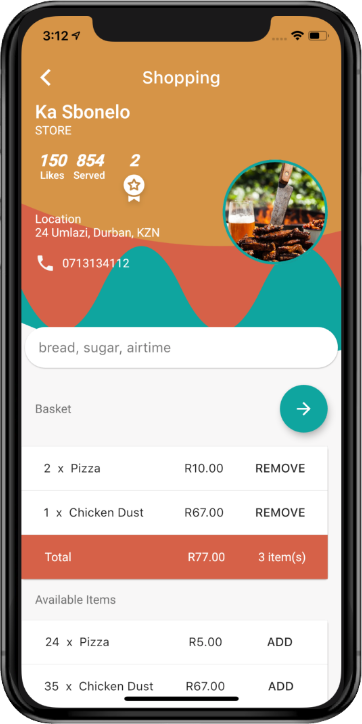 3:12
Shopping
Ka Sbonelo
STORE
150 854 2
Likes Served
Location
24 Umlazi, Durban, KZN
0713134112
bread, sugar, airtime
Basket
2 x Pizza R10.00 REMOVE
1 x Chicken Dust R67.00 REMOVE
Total R77.00 3 item(s)
Available Items
24 x Pizza R5.00 ADD
35 x Chicken Dust R67.00 ADD